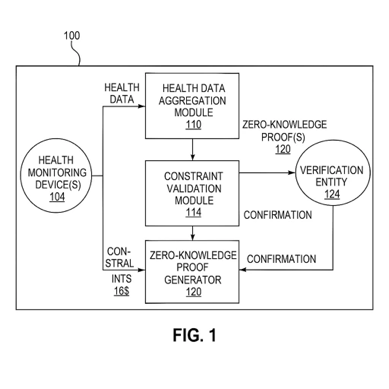 100
HEALTH
DATA
HEALTH DATA
AGGREGATION
MODULE
110
ZERO-KNOWLEDGE
PROOF(S)
120
HEALTH
MONITORING
DEVICE(S)
104
CONSTRAINT
VALIDATION
MODULE
114
VERIFICATION
ENTITY
124
CONFIRMATION
CON-
STRAL
INTS
16$
ZERO-KNOWLEDGE
PROOF
GENERATOR
120
CONFIRMATION
FIG. 1